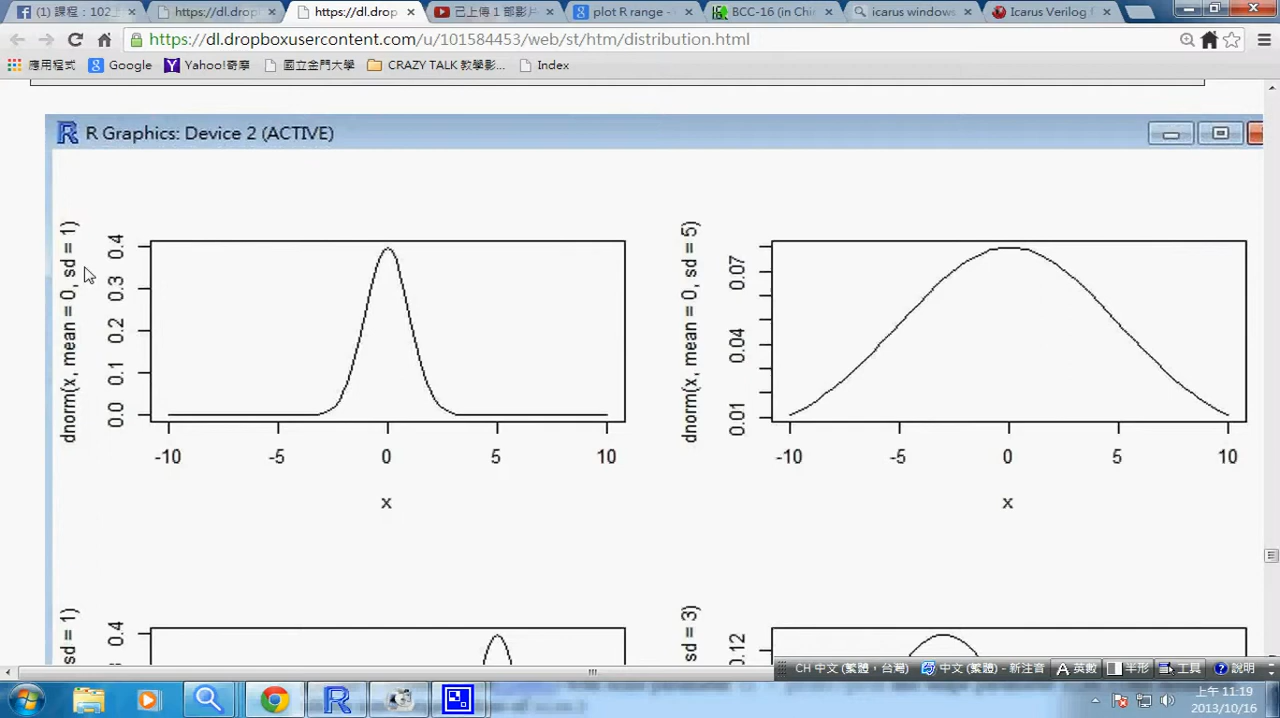 (1) 課程：102
https://dl.drop
https://dl.drop
己上傳 1 部影片
plot R range -
BCC-16 (in Chin
icarus windows
Icarus Verilog f
https://dl.dropboxusercontent.com/u/101584453/web/st/htm/distribution.html
應用程式
Google
Yahoo!奇摩
國立金門大學
CRAZY TALK 教學影...
Index
R Graphics: Device 2 (ACTIVE)
dnorm(x, mean = 0, sd = 1)
0.4
0.3
0.2
0.1
0.0
-10 -5 0 5 10
x
dnorm(x, mean = 0, sd = 5)
0.07
0.04
0.01
-10 -5 0 5 10
x
sd = 1)
0.4
sd = 3)
0.12
CH 中文 (繁體，台灣) 中文 (繁體) - 新注音 A 英數 半形 工具 說明
上午 11:19
2013/10/16